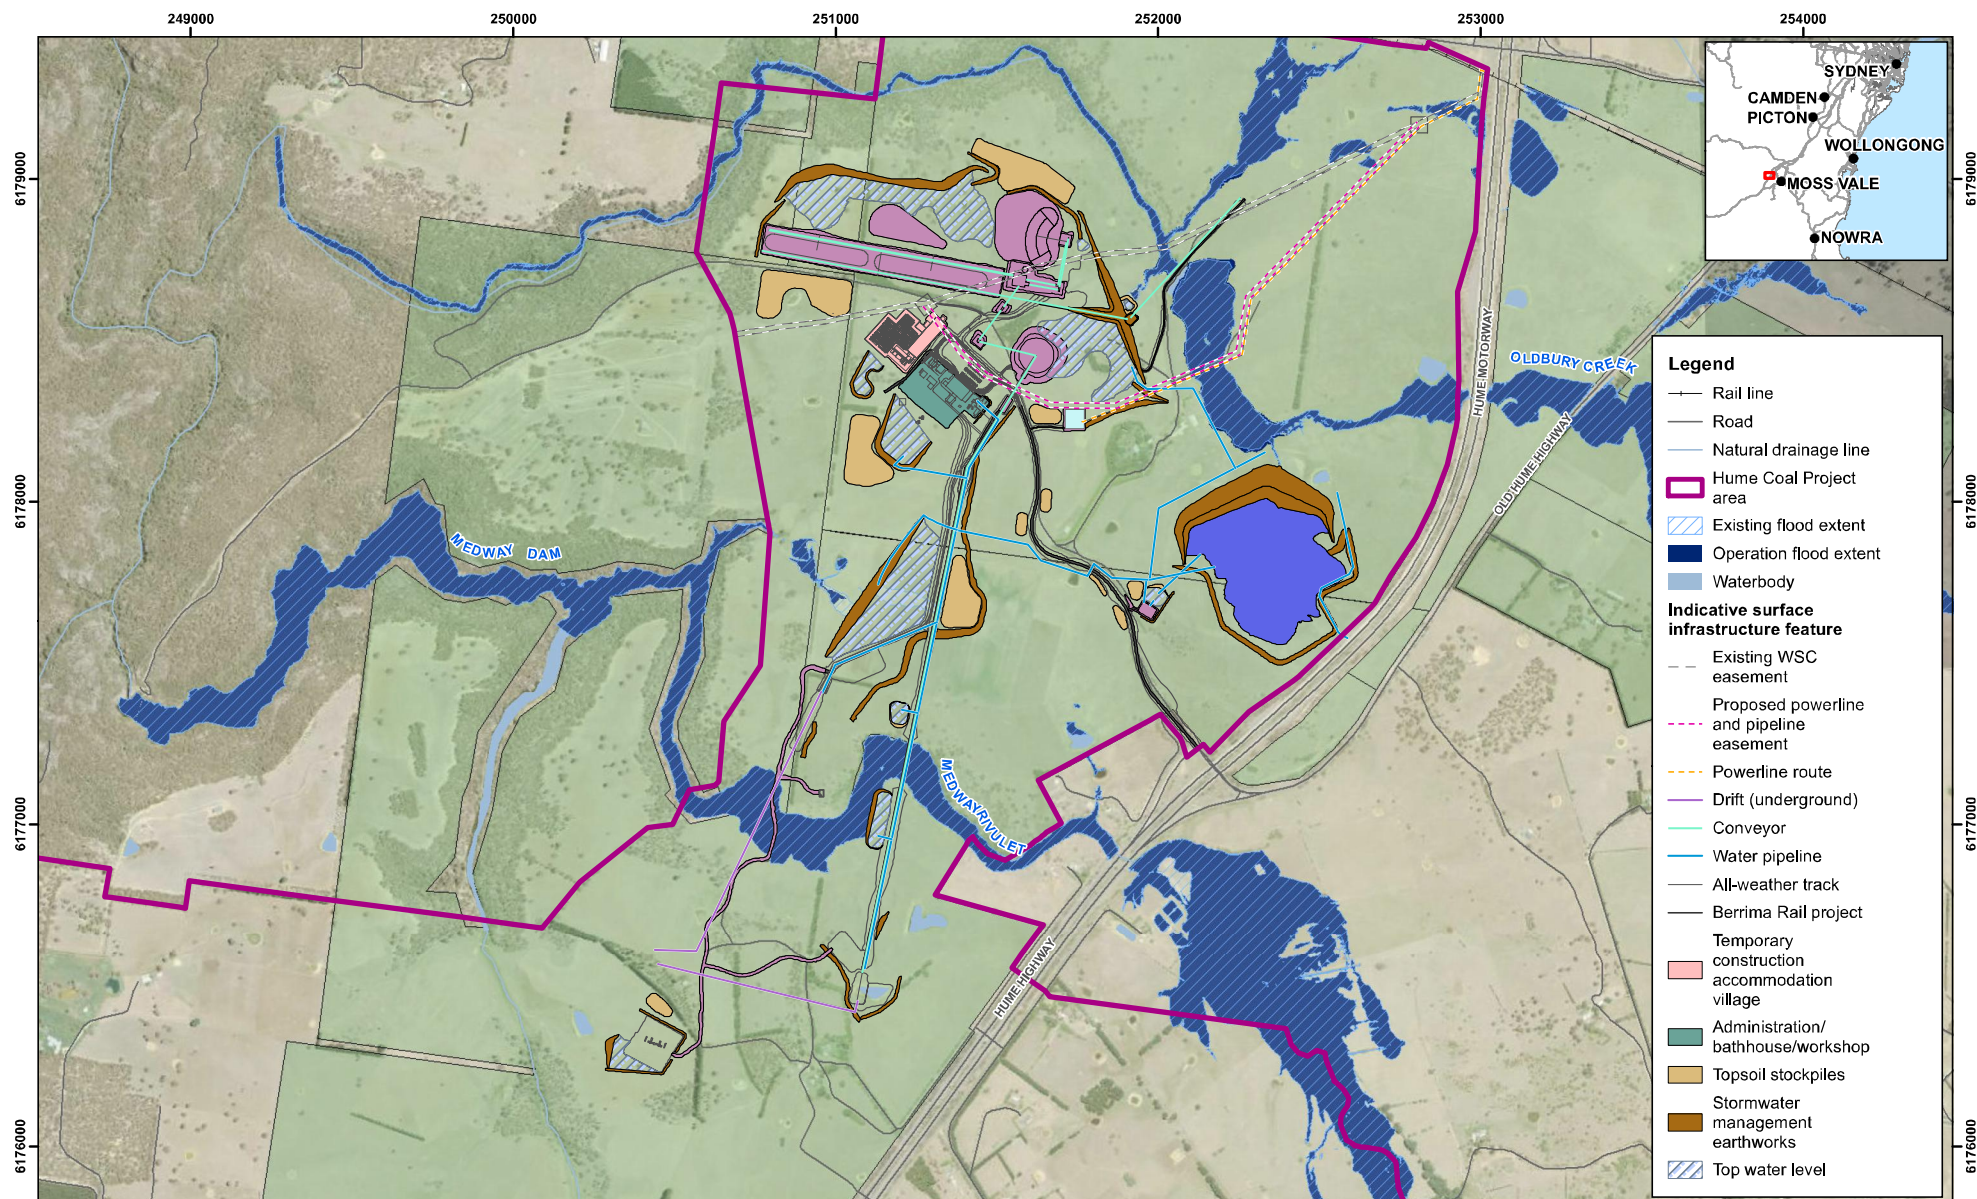 249000
250000
251000
252000
253000
254000
6179000
6178000
6177000
6176000
6179000
6178000
6177000
6176000
SYDNEY
CAMDEN
PICTON
WOLLONGONG
MOSS VALE
NOWRA
HUME MOTORWAY
OLDBURY CREEK
OLD HUME HIGHWAY
MEDWAY DAM
MEDWAY RIVULET
HUME HIGHWAY
Legend
Rail line
Road
Natural drainage line
Hume Coal Project
area
Existing flood extent
Operation flood extent
Waterbody
Indicative surface
infrastructure feature
Existing WSC
easement
Proposed powerline
and pipeline
easement
Powerline route
Drift (underground)
Conveyor
Water pipeline
All-weather track
Berrima Rail project
Temporary
construction
accommodation
village
Administration/
bathhouse/workshop
Topsoil stockpiles
Stormwater
management
earthworks
Top water level